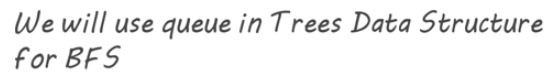 We will use queue in Trees Data Structure
for BFS